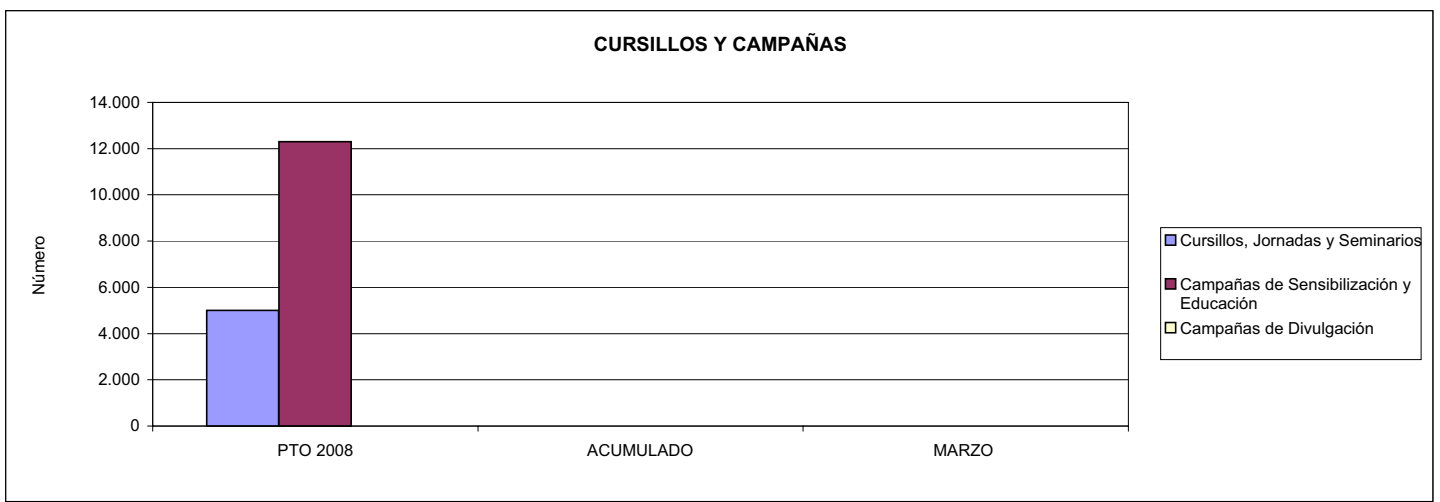 CURSILLOS Y CAMPAÑAS
14.000
12.000
10.000
8.000
6.000
4.000
2.000
0
Número
PTO 2008
ACUMULADO
MARZO
Cursillos, Jornadas y Seminarios
Campañas de Sensibilización y
Educación
Campañas de Divulgación